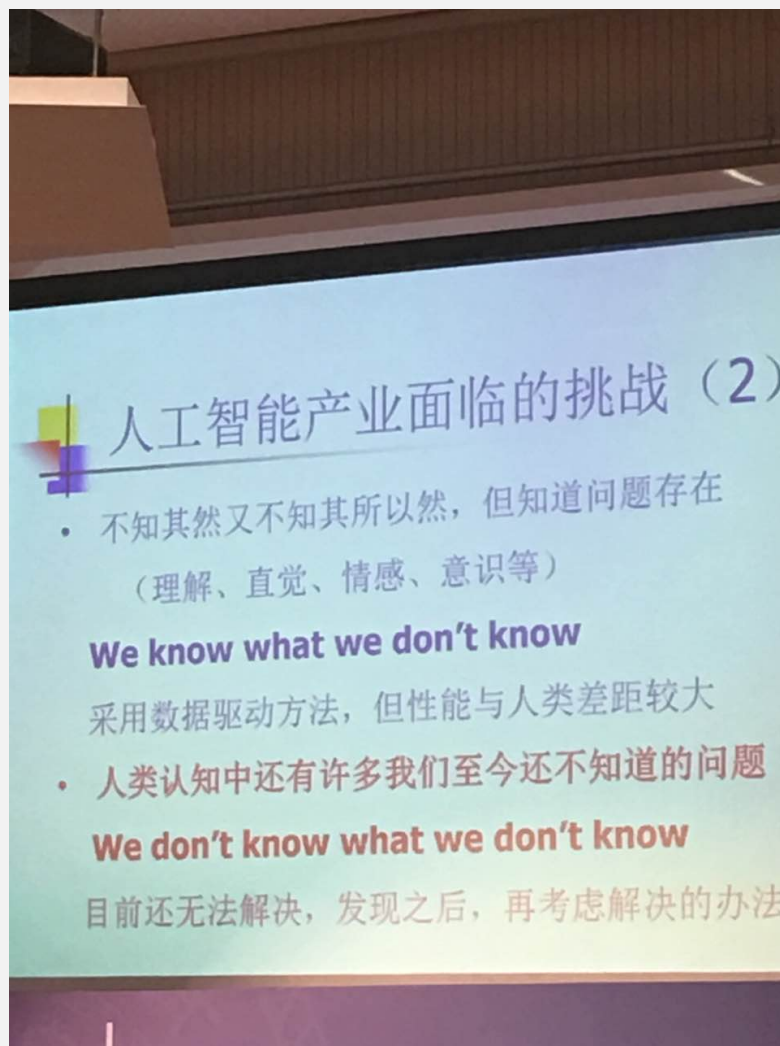 人工智能产业面临的挑战（2）
• 不知其然又不知其所以然，但知道问题存在
（理解、直觉、情感、意识等）
We know what we don’t know
采用数据驱动方法，但性能与人类差距较大
• 人类认知中还有许多我们至今还不知道的问题
We don’t know what we don’t know
目前还无法解决，发现之后，再考虑解决的办法